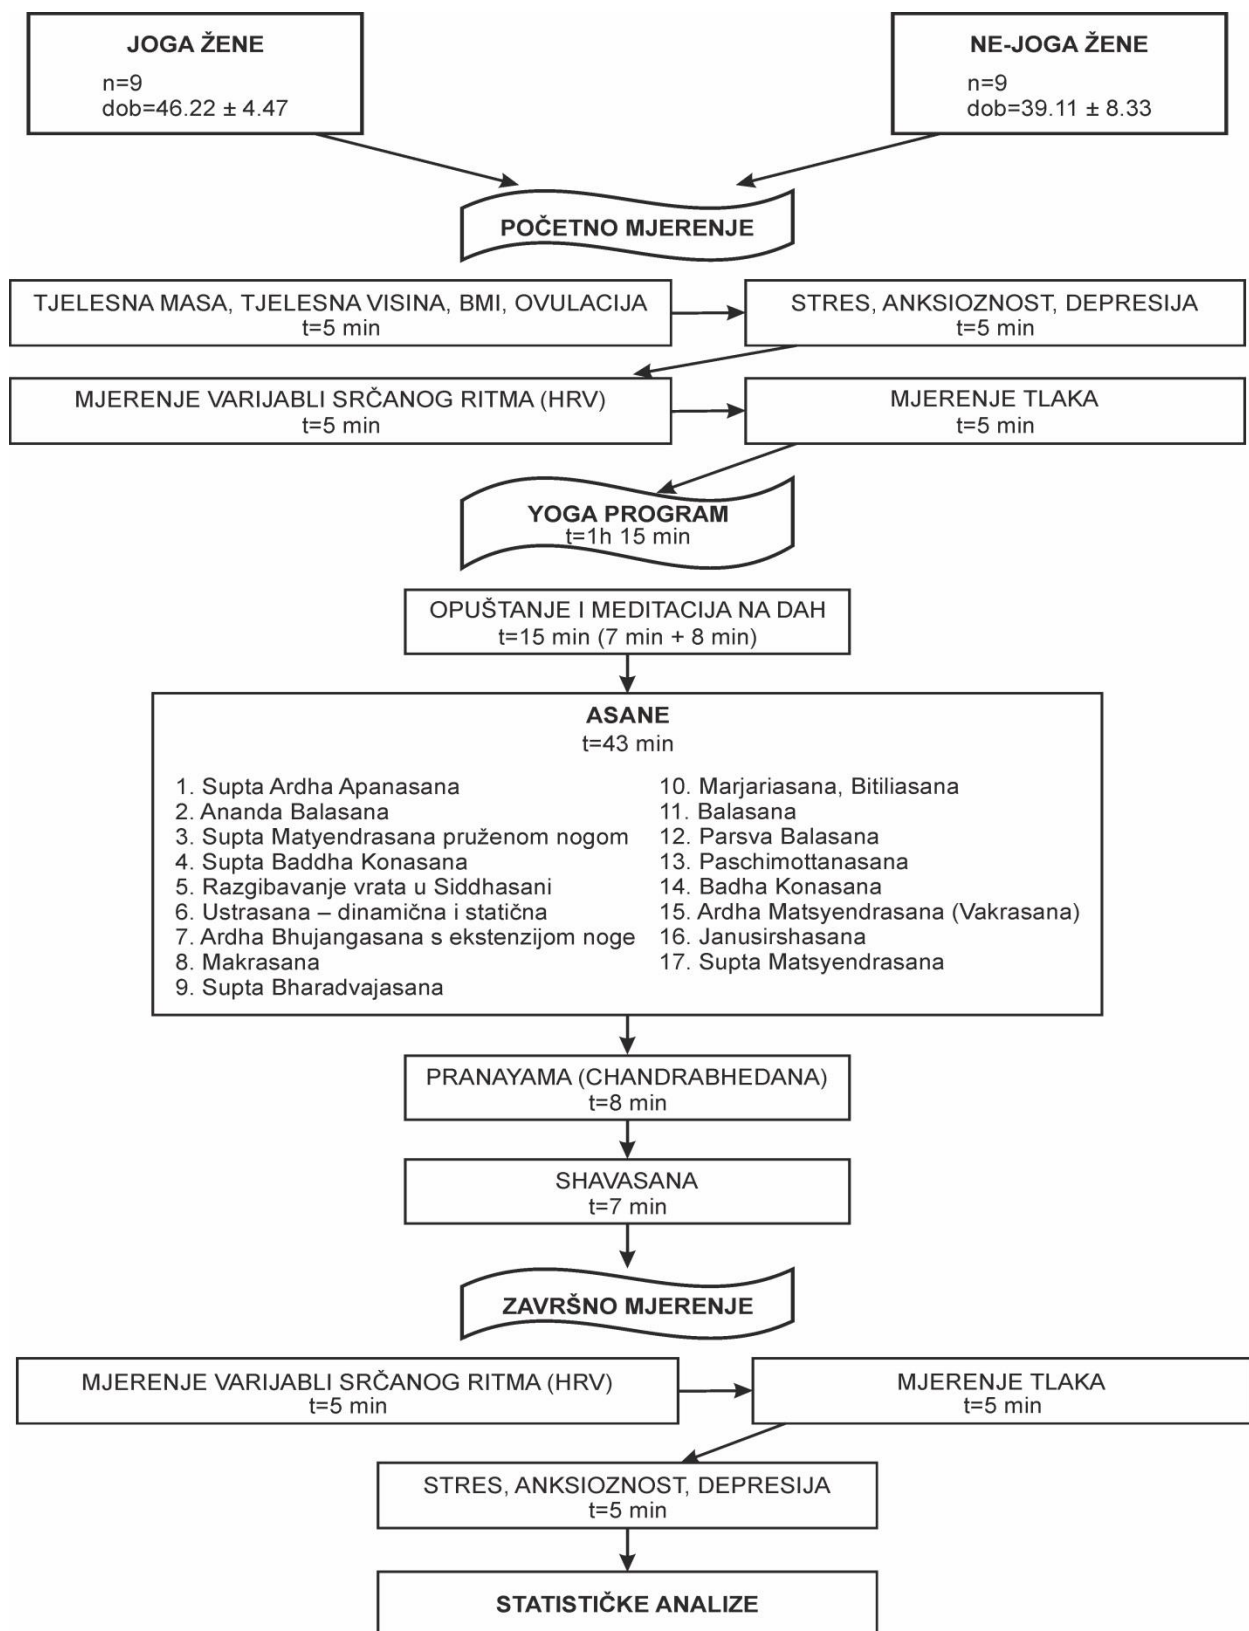 JOGA ŽENE
n=9
dob=46.22 ± 4.47
NE-JOGA ŽENE
n=9
dob=39.11 ± 8.33
POČETNO MJERENJE
TJELESNA MASA, TJELESNA VISINA, BMI, OVULACIJA
t=5 min
STRES, ANKSIOZNOST, DEPRESIJA
t=5 min
MJERENJE VARIJABLI SRČANOG RITMA (HRV)
t=5 min
MJERENJE TLAKA
t=5 min
YOGA PROGRAM
t=1h 15 min
OPUŠTANJE I MEDITACIJA NA DAH
t=15 min (7 min + 8 min)
ASANE
t=43 min
1. Supta Ardha Apanasana
2. Ananda Balasana
3. Supta Matyendrasana pruženom nogom
4. Supta Baddha Konasana
5. Razgibavanje vrata u Siddhasani
6. Ustrasana – dinamična i statična
7. Ardha Bhujangasana s ekstenzijom noge
8. Makrasana
9. Supta Bharadvajasana
10. Marjariasana, Bitiliasana
11. Balasana
12. Parsva Balasana
13. Paschimottanasana
14. Badha Konasana
15. Ardha Matsyendrasana (Vakrasana)
16. Janusirshasana
17. Supta Matsyendrasana
PRANAYAMA (CHANDRABHEDANA)
t=8 min
SHAVASANA
t=7 min
ZAVRŠNO MJERENJE
MJERENJE VARIJABLI SRČANOG RITMA (HRV)
t=5 min
MJERENJE TLAKA
t=5 min
STRES, ANKSIOZNOST, DEPRESIJA
t=5 min
STATISTIČKE ANALIZE